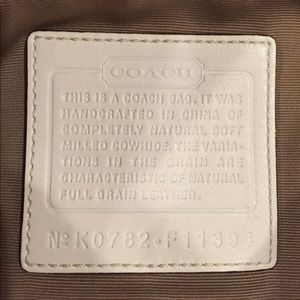 COACH
THIS IS A COACH BAG. IT WAS
HANDCRAFTED IN CHINA OF
COMPLETELY NATURAL SOFT
MILLED COWHIDE. THE VARIA-
TIONS IN THE GRAIN ARE
CHARACTERISTIC OF NATURAL
FULL GRAIN LEATHER.
Nº K0782-F11394